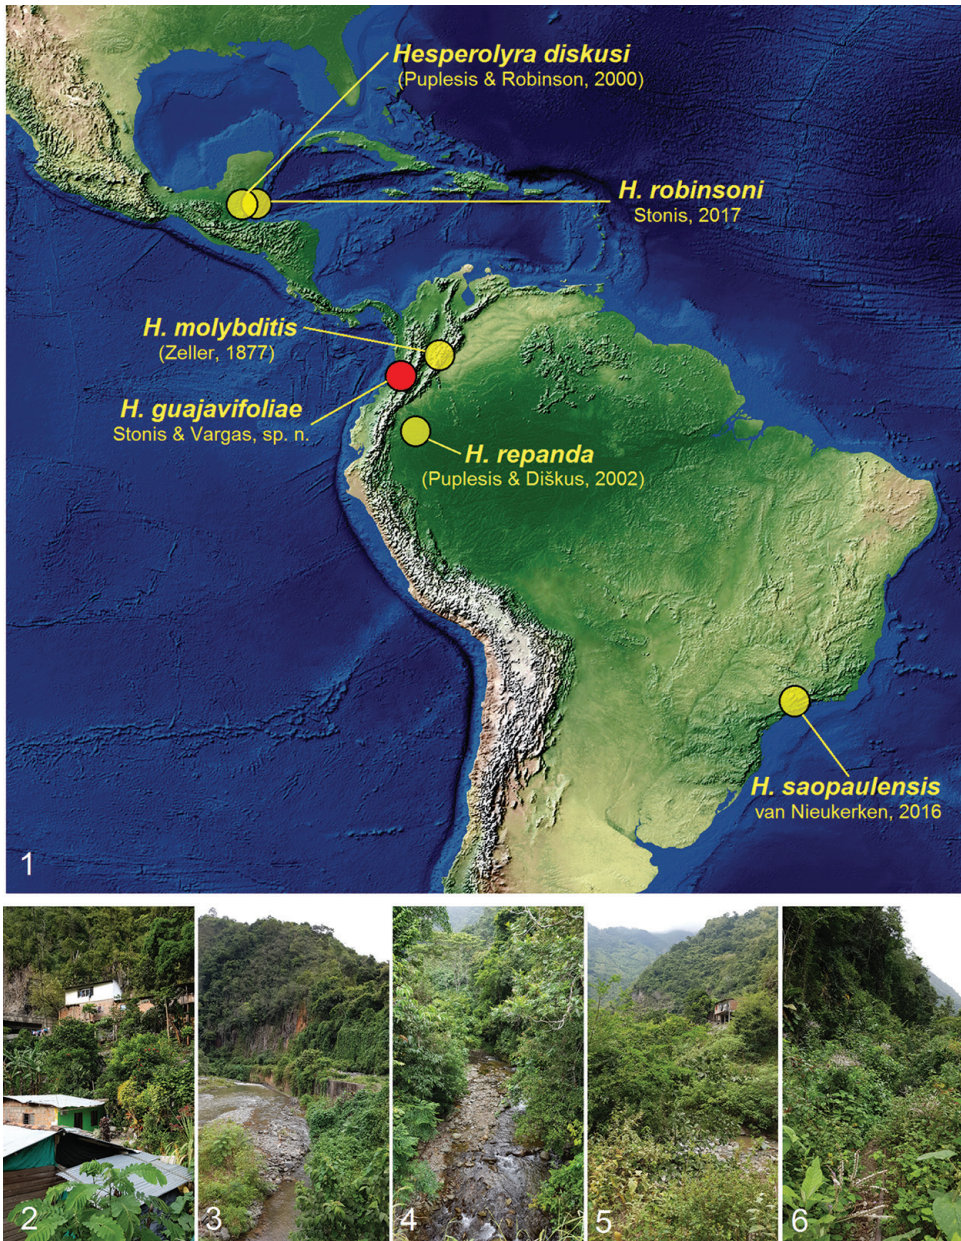 Hesperolyra diskusi
(Puplesis & Robinson, 2000)
H. robinsoni
Stonis, 2017
H. molybditis
(Zeller, 1877)
H. guajavifoliae
Stonis & Vargas, sp. n.
H. repanda
(Puplesis & Diškus, 2002)
H. saopaulensis
van Nieukerken, 2016
1
2
3
4
5
6